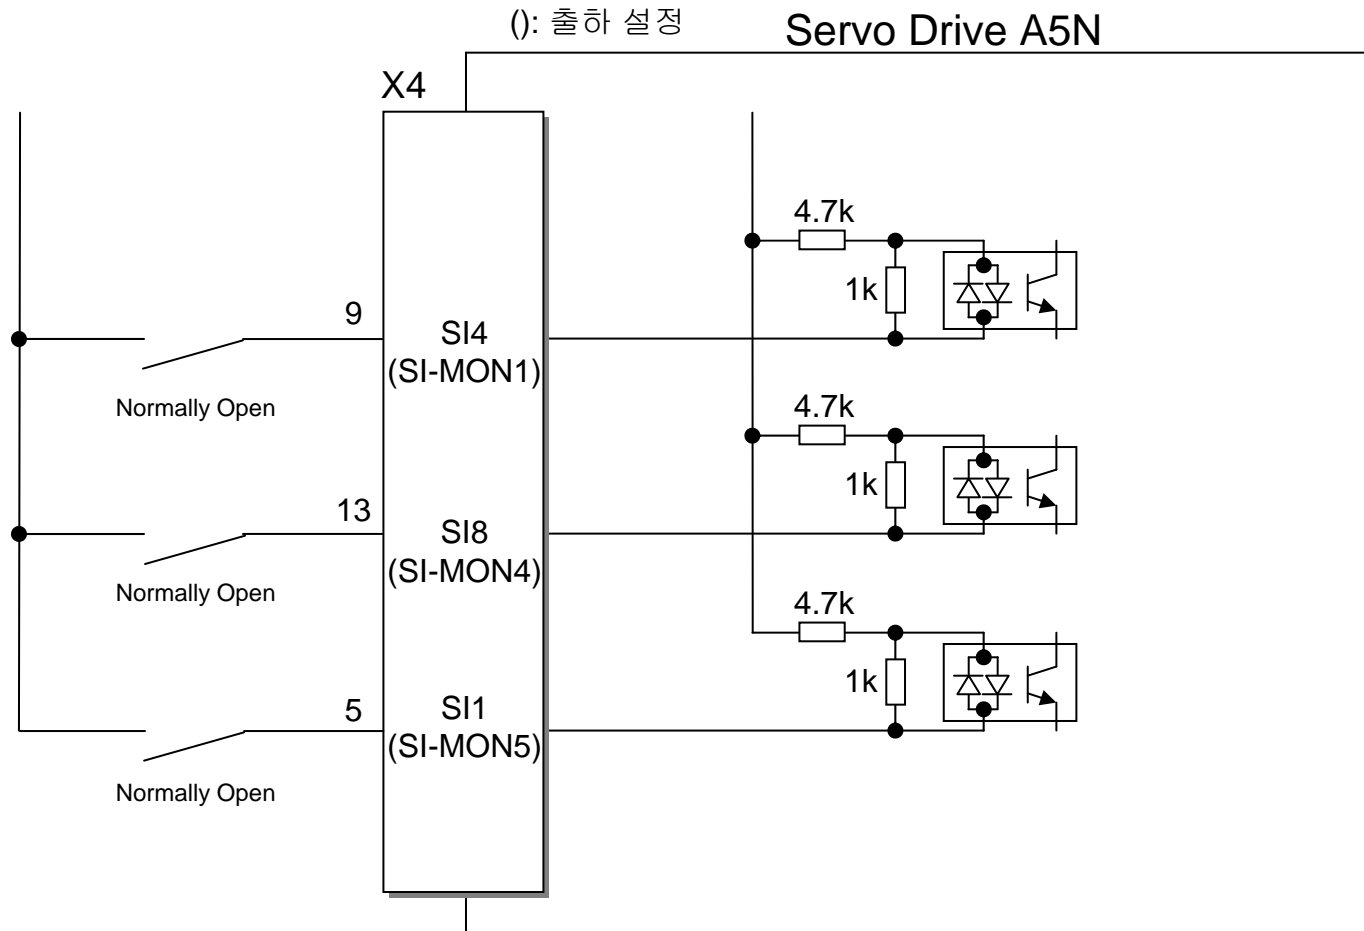 (): 출하 설정
Servo Drive A5N
X4
4.7k
1k
9
SI4
(SI-MON1)
Normally Open
4.7k
1k
13
SI8
(SI-MON4)
Normally Open
4.7k
1k
5
SI1
(SI-MON5)
Normally Open